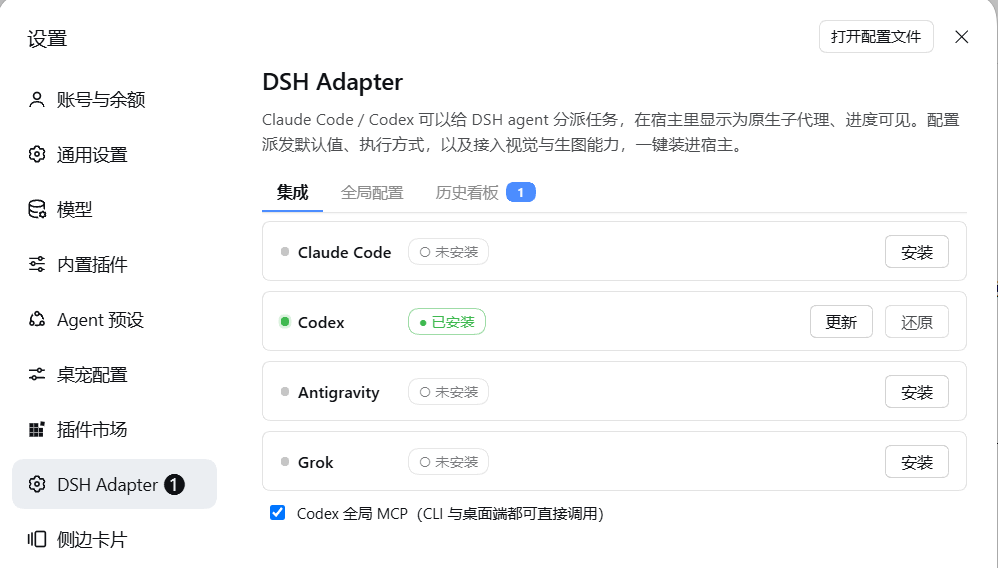 设置
打开配置文件
账号与余额
通用设置
模型
内置插件
Agent 预设
桌宠配置
插件市场
DSH Adapter 1
侧边卡片
DSH Adapter
Claude Code / Codex 可以给 DSH agent 分派任务，在宿主里显示为原生子代理、进度可见。配置
派发默认值、执行方式，以及接入视觉与生图能力，一键装进宿主。
集成 全局配置 历史看板 1
Claude Code 未安装 安装
Codex 已安装 更新 还原
Antigravity 未安装 安装
Grok 未安装 安装
Codex 全局 MCP（CLI 与桌面端都可直接调用）